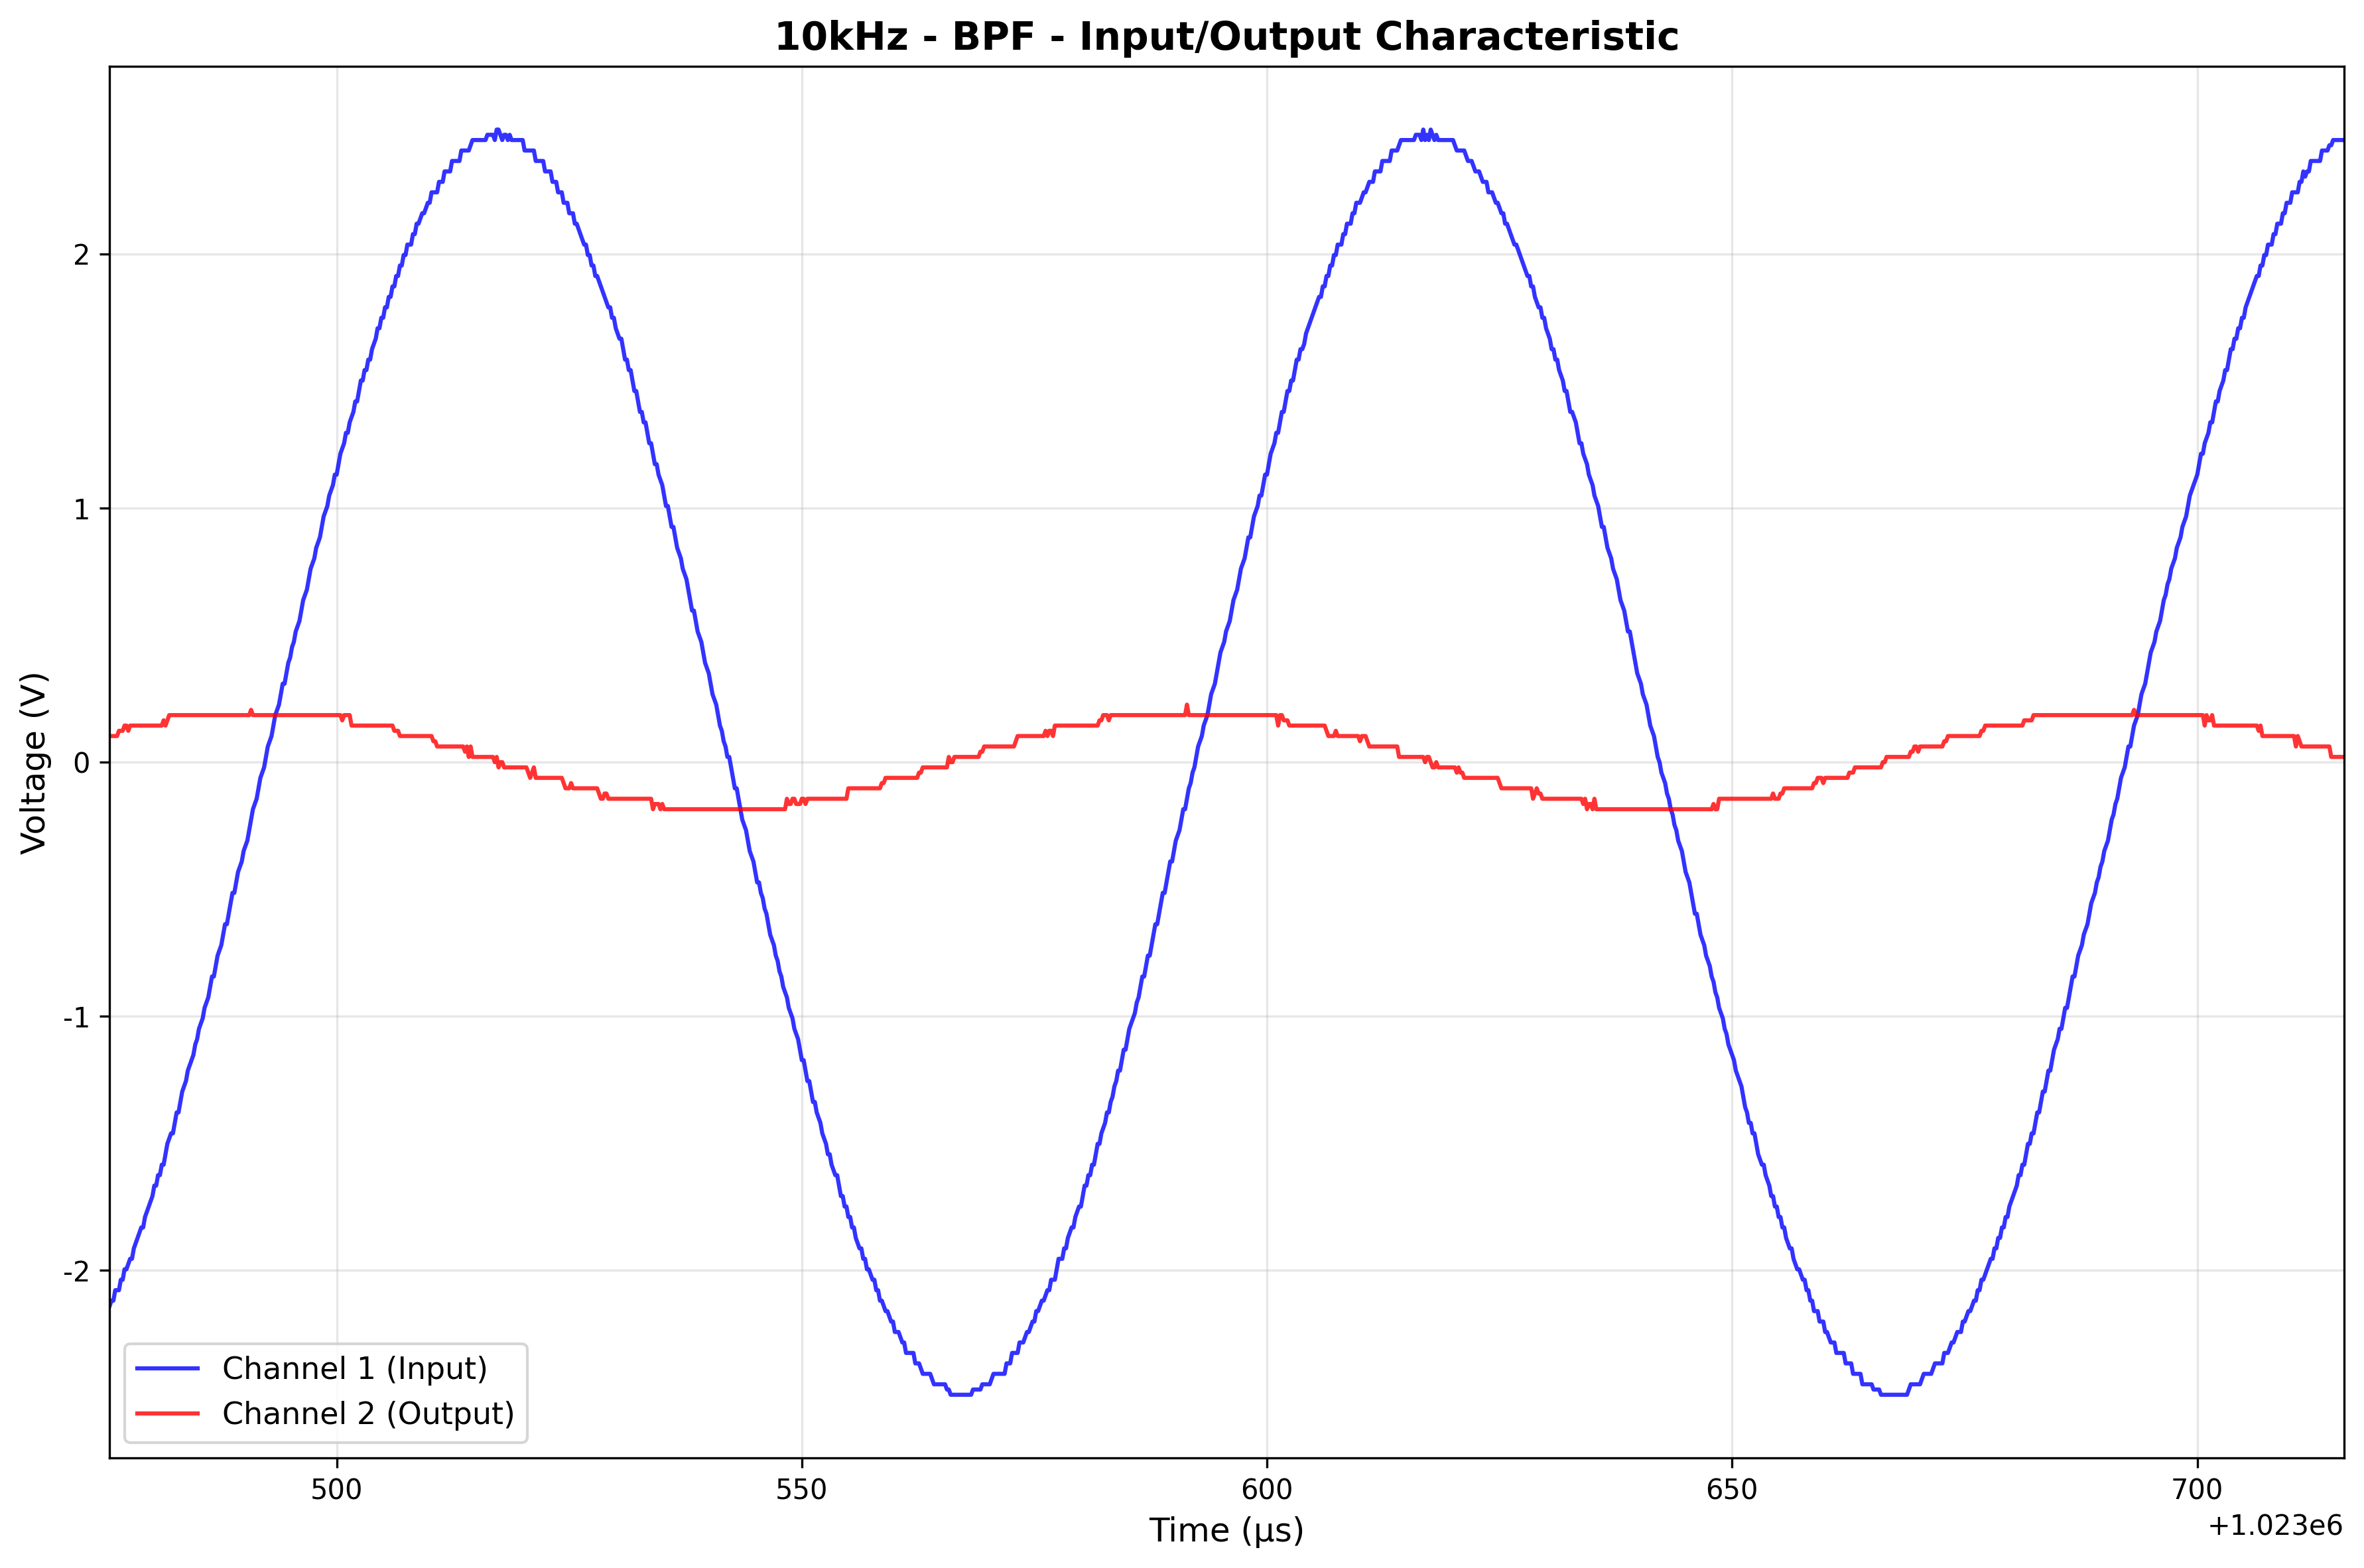 10kHz - BPF - Input/Output Characteristic
Voltage (V)
2
1
0
-1
-2
Channel 1 (Input)
Channel 2 (Output)
500
550
600
650
700
Time (µs)
+1.023e6